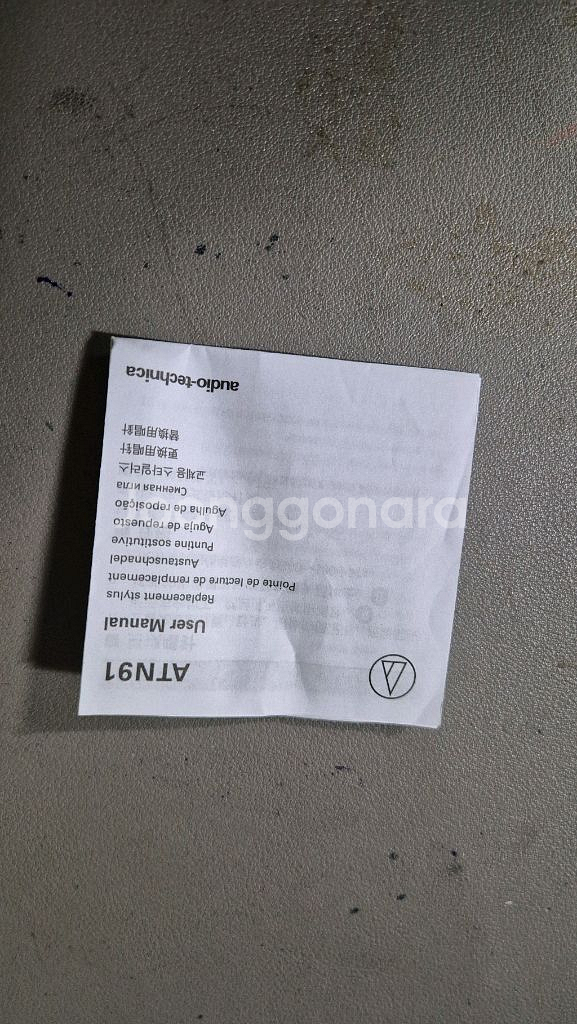 ATN91
User Manual
Replacement stylus
Pointe de lecture de remplacement
Austauschnadel
Puntine sostitutive
Aguja de repuesto
Agulha de reposição
Сменная игла
교체용 스타일러스
更换用唱针
替換用唱針
audio-technica
joonggonara